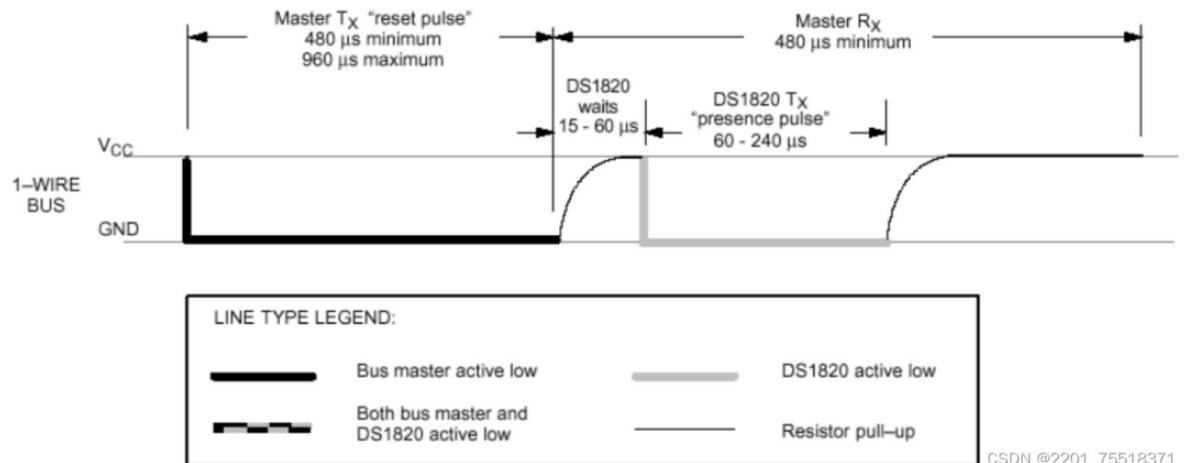 Master TX “reset pulse”
480 μs minimum
960 μs maximum
Master RX
480 μs minimum
DS1820
waits
15 - 60 μs
DS1820 TX
“presence pulse”
60 - 240 μs
VCC
1–WIRE
BUS
GND
LINE TYPE LEGEND:
Bus master active low
DS1820 active low
Both bus master and
DS1820 active low
Resistor pull–up
CSDN @2201_75518371